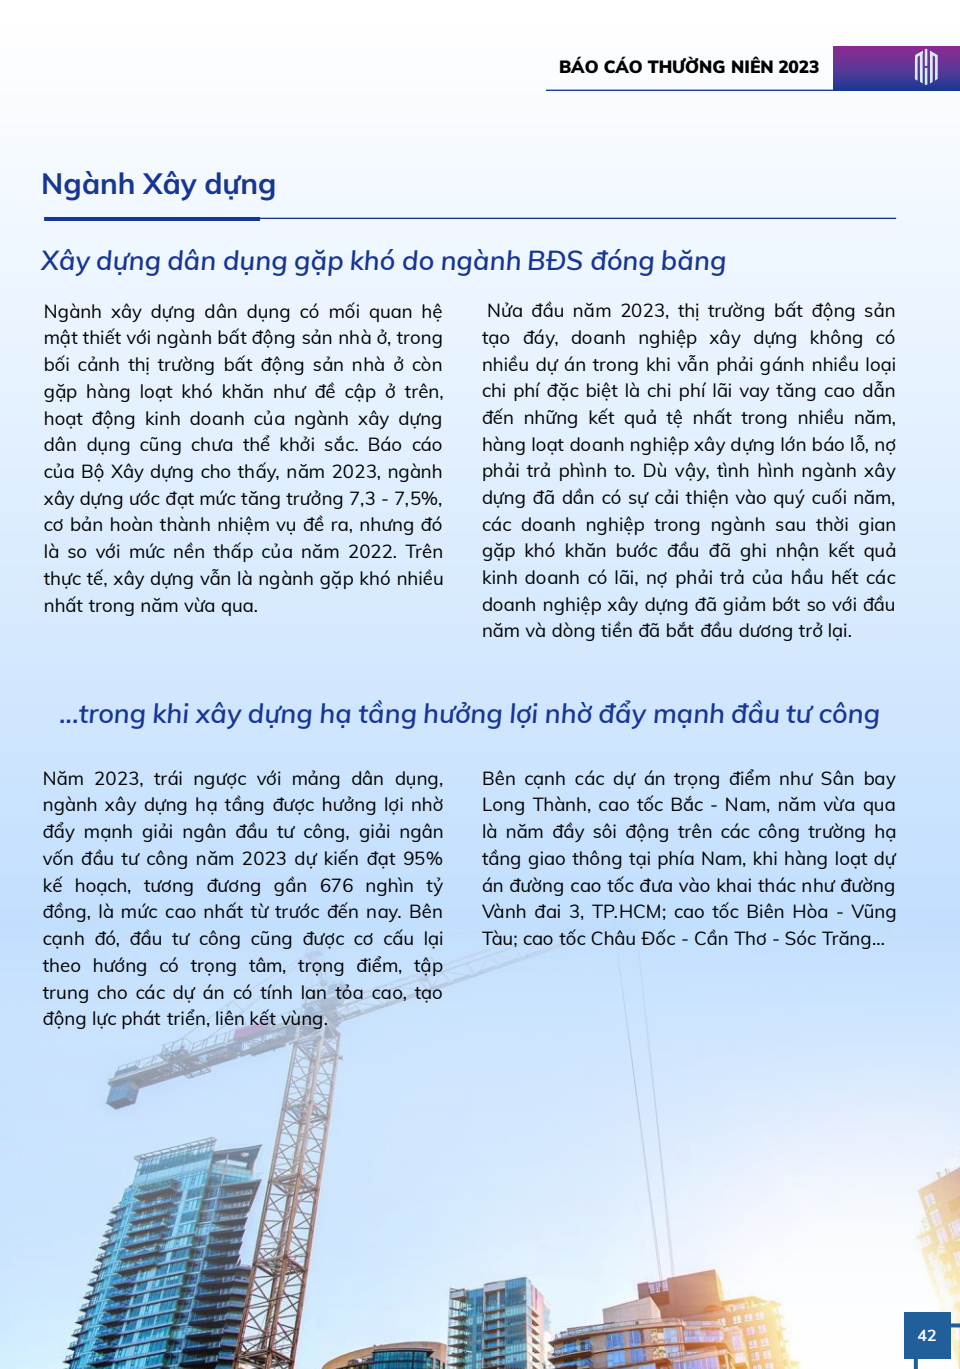 BÁO CÁO THƯỜNG NIÊN 2023
Ngành Xây dựng
Xây dựng dân dụng gặp khó do ngành BĐS đóng băng
Ngành xây dựng dân dụng có mối quan hệ
mật thiết với ngành bất động sản nhà ở, trong
bối cảnh thị trường bất động sản nhà ở còn
gặp hàng loạt khó khăn như đề cập ở trên,
hoạt động kinh doanh của ngành xây dựng
dân dụng cũng chưa thể khởi sắc. Báo cáo
của Bộ Xây dựng cho thấy, năm 2023, ngành
xây dựng ước đạt mức tăng trưởng 7,3 - 7,5%,
cơ bản hoàn thành nhiệm vụ đề ra, nhưng đó
là so với mức nền thấp của năm 2022. Trên
thực tế, xây dựng vẫn là ngành gặp khó nhiều
nhất trong năm vừa qua.
Nửa đầu năm 2023, thị trường bất động sản
tạo đáy, doanh nghiệp xây dựng không có
nhiều dự án trong khi vẫn phải gánh nhiều loại
chi phí đặc biệt là chi phí lãi vay tăng cao dẫn
đến những kết quả tệ nhất trong nhiều năm,
hàng loạt doanh nghiệp xây dựng lớn báo lỗ, nợ
phải trả phình to. Dù vậy, tình hình ngành xây
dựng đã dần có sự cải thiện vào quý cuối năm,
các doanh nghiệp trong ngành sau thời gian
gặp khó khăn bước đầu đã ghi nhận kết quả
kinh doanh có lãi, nợ phải trả của hầu hết các
doanh nghiệp xây dựng đã giảm bớt so với đầu
năm và dòng tiền đã bắt đầu dương trở lại.
...trong khi xây dựng hạ tầng hưởng lợi nhờ đẩy mạnh đầu tư công
Năm 2023, trái ngược với mảng dân dụng,
ngành xây dựng hạ tầng được hưởng lợi nhờ
đẩy mạnh giải ngân đầu tư công, giải ngân
vốn đầu tư công năm 2023 dự kiến đạt 95%
kế hoạch, tương đương gần 676 nghìn tỷ
đồng, là mức cao nhất từ trước đến nay. Bên
cạnh đó, đầu tư công cũng được cơ cấu lại
theo hướng có trọng tâm, trọng điểm, tập
trung cho các dự án có tính lan tỏa cao, tạo
động lực phát triển, liên kết vùng.
Bên cạnh các dự án trọng điểm như Sân bay
Long Thành, cao tốc Bắc - Nam, năm vừa qua
là năm đầy sôi động trên các công trường hạ
tầng giao thông tại phía Nam, khi hàng loạt dự
án đường cao tốc đưa vào khai thác như đường
Vành đai 3, TP.HCM; cao tốc Biên Hòa - Vũng
Tàu; cao tốc Châu Đốc - Cần Thơ - Sóc Trăng...
42